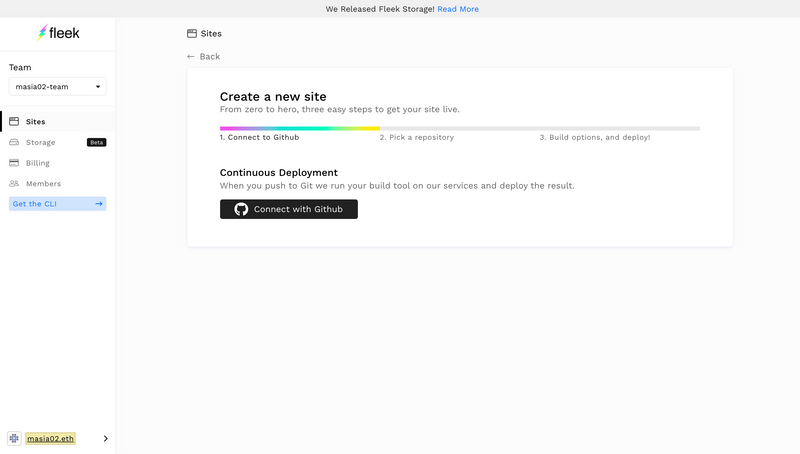 We Released Fleek Storage! Read More
fleek
Team
masia02-team
Sites
Storage Beta
Billing
Members
Get the CLI
masia02.eth
Sites
Back
Create a new site
From zero to hero, three easy steps to get your site live.
1. Connect to Github 2. Pick a repository 3. Build options, and deploy!
Continuous Deployment
When you push to Git we run your build tool on our services and deploy the result.
Connect with Github